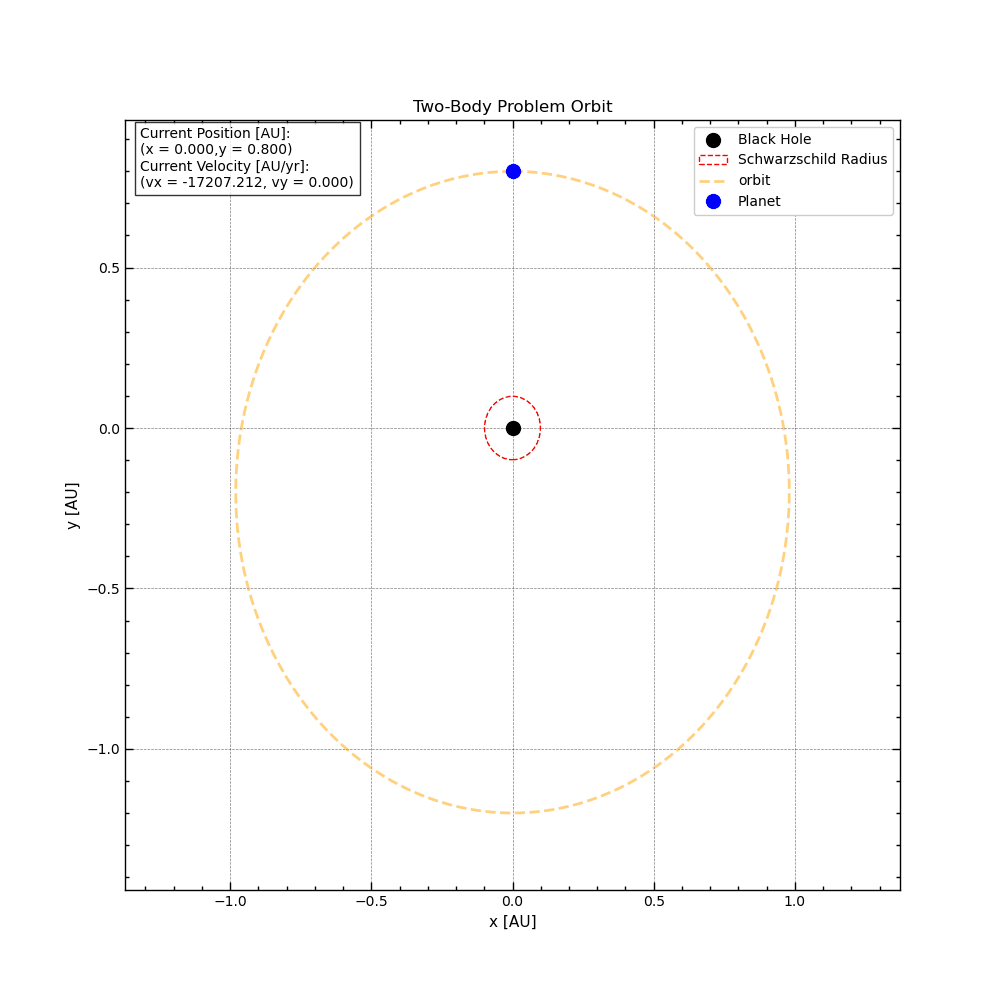 Two-Body Problem Orbit
Current Position [AU]:
(x = 0.000,y = 0.800)
Current Velocity [AU/yr]:
(vx = -17207.212, vy = 0.000)
Black Hole
Schwarzschild Radius
orbit
Planet
0.5
0.0
−0.5
−1.0
y [AU]
−1.0
−0.5
0.0
0.5
1.0
x [AU]